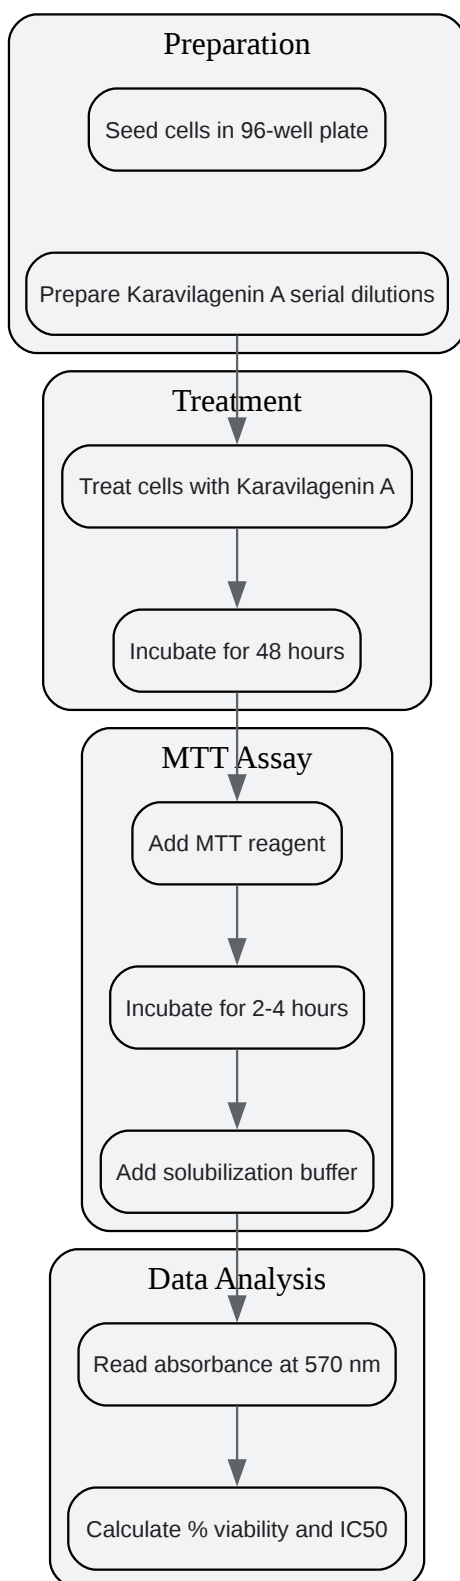 Preparation
Seed cells in 96-well plate
Prepare Karavilagenin A serial dilutions
Treatment
Treat cells with Karavilagenin A
Incubate for 48 hours
MTT Assay
Add MTT reagent
Incubate for 2-4 hours
Add solubilization buffer
Data Analysis
Read absorbance at 570 nm
Calculate % viability and IC50